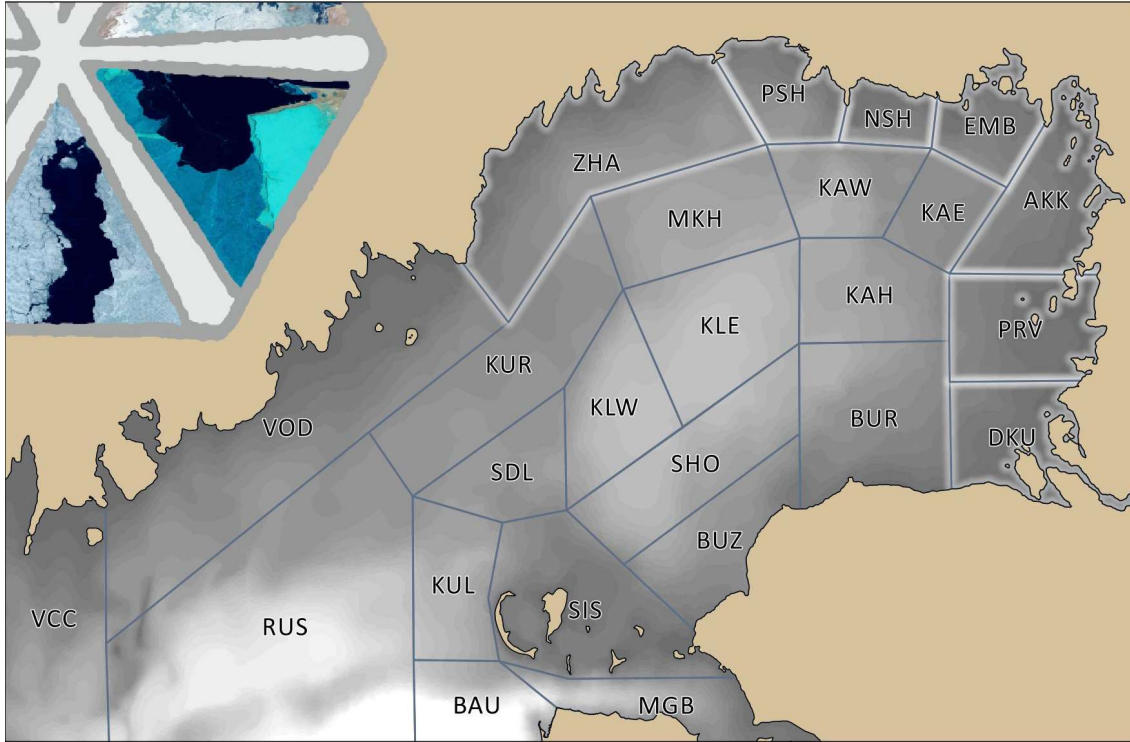 PSH
NSH
EMB
ZHA
KAW
AKK
MKH
KAE
KAH
KLE
PRV
KUR
KLW
BUR
VOD
DKU
SDL
SHO
BUZ
KUL
SIS
VCC
RUS
BAU
MGB